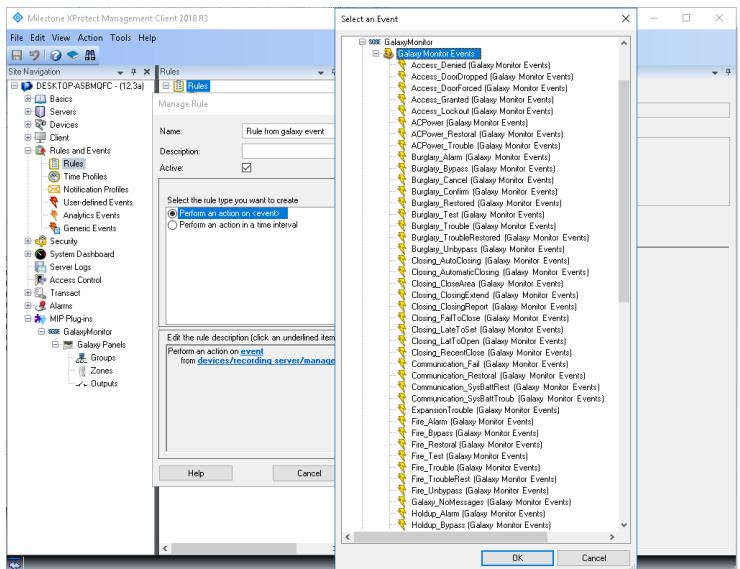 Milestone XProtect Management Client 2018 R3
File Edit View Action Tools Help
Site Navigation
DESKTOP-ASBMQFC - (12.3a)
Basics
Servers
Devices
Client
Rules and Events
Rules
Time Profiles
Notification Profiles
User-defined Events
Analytics Events
Generic Events
Security
System Dashboard
Server Logs
Access Control
Transact
Alarms
MIP Plug-ins
GalaxyMonitor
Galaxy Panels
Groups
Zones
Outputs
Rules
Rules
Manage Rule
Name: Rule from galaxy event
Description:
Active:
Select the rule type you want to create
Perform an action on <event>
Perform an action in a time interval
Edit the rule description (click an underlined item
Perform an action on event
from devices/recording server/manage
Help Cancel
Select an Event
GalaxyMonitor
Galaxy Monitor Events
Access_Denied (Galaxy Monitor Events)
Access_DoorDropped (Galaxy Monitor Events)
Access_DoorForced (Galaxy Monitor Events)
Access_Granted (Galaxy Monitor Events)
Access_Lockout (Galaxy Monitor Events)
ACPower (Galaxy Monitor Events)
ACPower_Restoral (Galaxy Monitor Events)
ACPower_Trouble (Galaxy Monitor Events)
Burglary_Alarm (Galaxy Monitor Events)
Burglary_Bypass (Galaxy Monitor Events)
Burglary_Cancel (Galaxy Monitor Events)
Burglary_Confirm (Galaxy Monitor Events)
Burglary_Restored (Galaxy Monitor Events)
Burglary_Test (Galaxy Monitor Events)
Burglary_Trouble (Galaxy Monitor Events)
Burglary_TroubleRestored (Galaxy Monitor Events)
Burglary_Unbypass (Galaxy Monitor Events)
Closing_AutoClosing (Galaxy Monitor Events)
Closing_AutomaticClosing (Galaxy Monitor Events)
Closing_CloseArea (Galaxy Monitor Events)
Closing_ClosingExtend (Galaxy Monitor Events)
Closing_ClosingReport (Galaxy Monitor Events)
Closing_FailToClose (Galaxy Monitor Events)
Closing_LateToSet (Galaxy Monitor Events)
Closing_LatToOpen (Galaxy Monitor Events)
Closing_RecentClose (Galaxy Monitor Events)
Communication_Fail (Galaxy Monitor Events)
Communication_Restoral (Galaxy Monitor Events)
Communication_SysBattRest (Galaxy Monitor Events)
Communication_SysBattTroub (Galaxy Monitor Events)
ExpansionTrouble (Galaxy Monitor Events)
Fire_Alarm (Galaxy Monitor Events)
Fire_Bypass (Galaxy Monitor Events)
Fire_Restoral (Galaxy Monitor Events)
Fire_Test (Galaxy Monitor Events)
Fire_Trouble (Galaxy Monitor Events)
Fire_TroubleRest (Galaxy Monitor Events)
Fire_Unbypass (Galaxy Monitor Events)
Galaxy_NoMessages (Galaxy Monitor Events)
Holdup_Alarm (Galaxy Monitor Events)
Holdup_Bypass (Galaxy Monitor Events)
OK Cancel